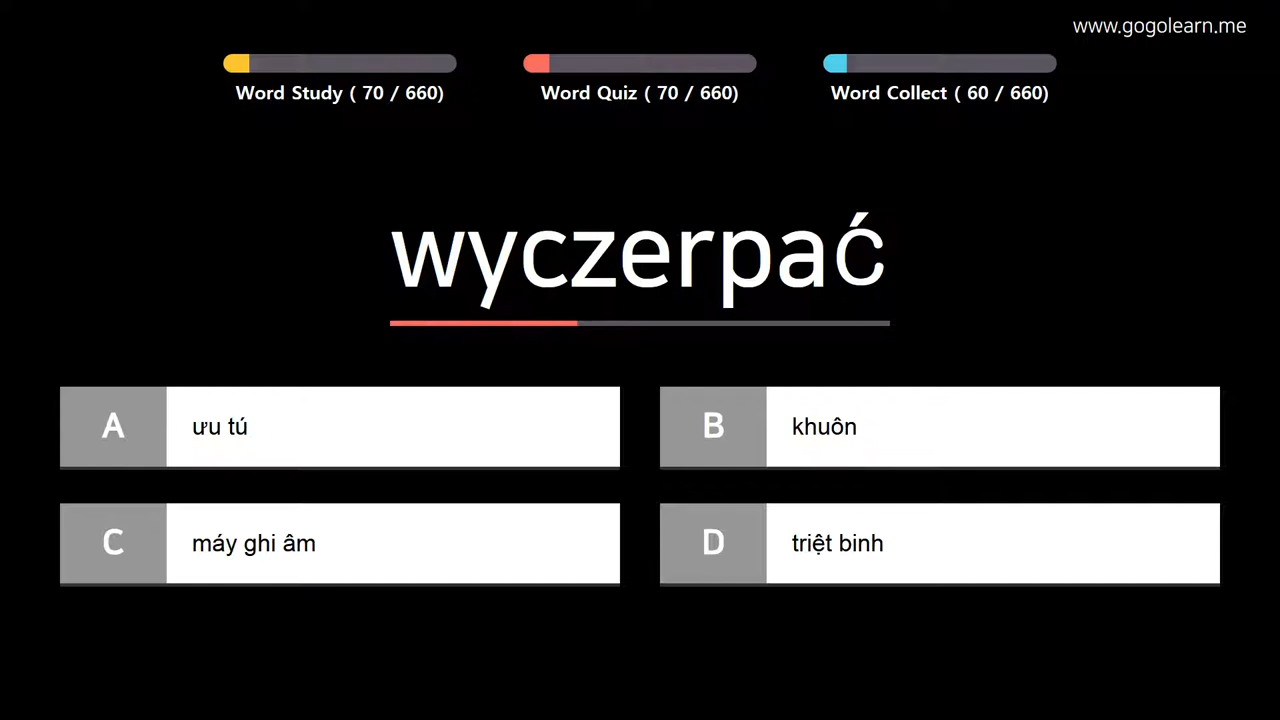 www.gogolearn.me
Word Study ( 70 / 660)
Word Quiz ( 70 / 660)
Word Collect ( 60 / 660)
wyczerpać
A ưu tú
B khuôn
C máy ghi âm
D triệt binh